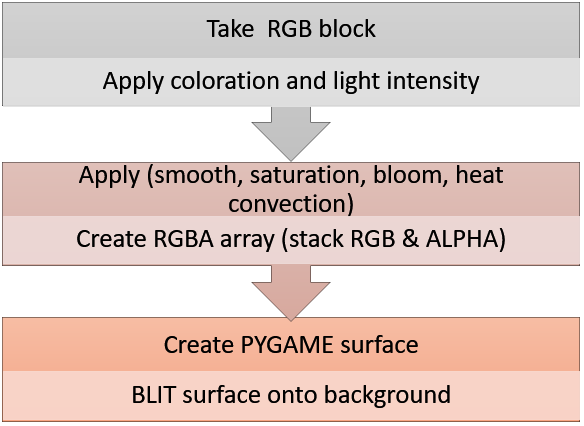 Take  RGB block
Apply coloration and light intensity
Apply (smooth, saturation, bloom, heat
convection)
Create RGBA array (stack RGB & ALPHA)
Create PYGAME surface
BLIT surface onto background